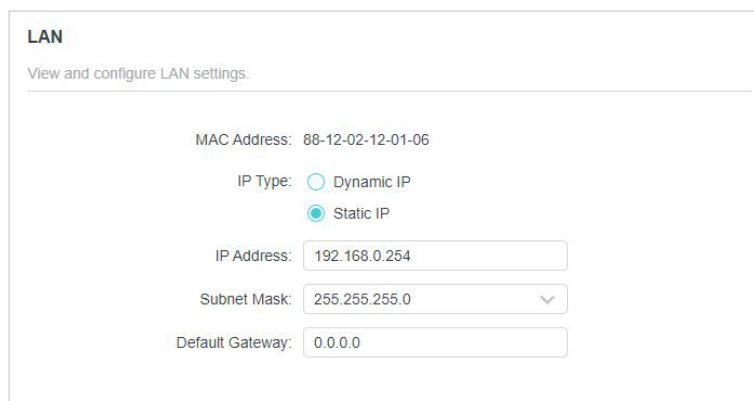 LAN
View and configure LAN settings.
MAC Address: 88-12-02-12-01-06
IP Type: Dynamic IP
Static IP
IP Address: 192.168.0.254
Subnet Mask: 255.255.255.0
Default Gateway: 0.0.0.0